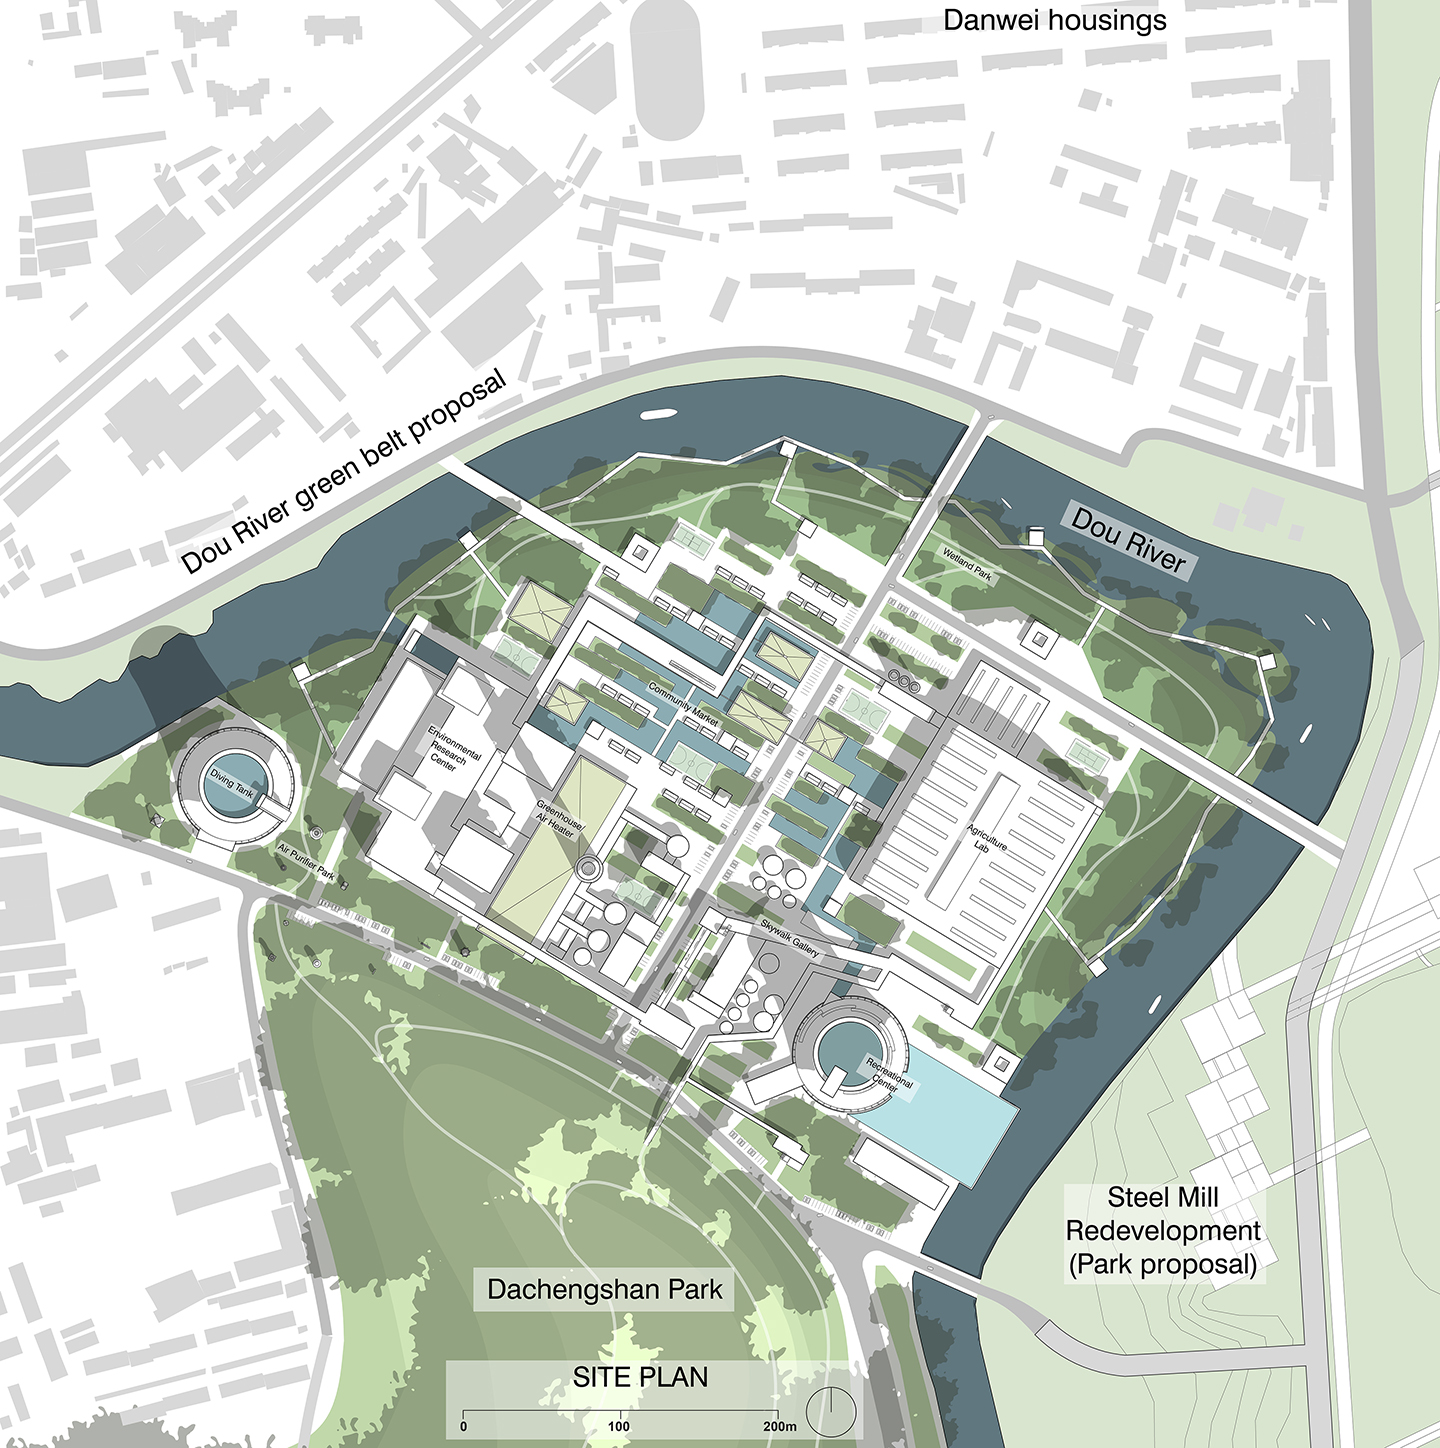 Danwei housings
Dou River green belt proposal
Dou River
Wetland Park
Community Market
Environmental
Research
Center
Diving Tank
Greenhouse/
Air Heater
Agriculture
Lab
Air Purifier Park
Skywalk Gallery
Recreational
Center
Steel Mill
Redevelopment
(Park proposal)
Dachengshan Park
SITE PLAN
0 100 200m